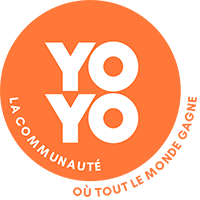 YO
YO
LA COMMUNAUTÉ
OÙ TOUT LE MONDE GAGNE